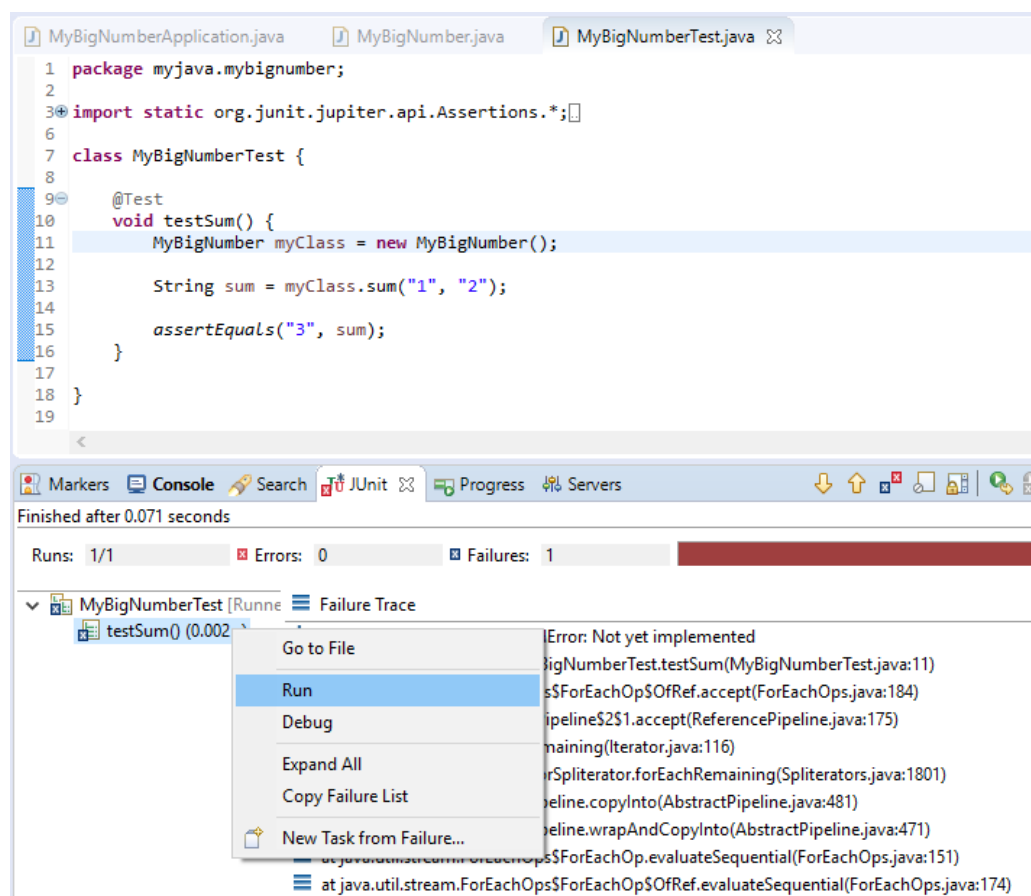 MyBigNumberApplication.java MyBigNumber.java MyBigNumberTest.java
1 package myjava.mybignumber;
2
3 import static org.junit.jupiter.api.Assertions.*;
6
7 class MyBigNumberTest {
8
9 @Test
10 void testSum() {
11 MyBigNumber myClass = new MyBigNumber();
12
13 String sum = myClass.sum("1", "2");
14
15 assertEquals("3", sum);
16 }
17
18 }
19
Markers Console Search JUnit Progress Servers
Finished after 0.071 seconds
Runs: 1/1 Errors: 0 Failures: 1
MyBigNumberTest [Runne Failure Trace
testSum() (0.002
Error: Not yet implemented
Go to File
igNumberTest.testSum(MyBigNumberTest.java:11)
Run
s$ForEachOp$OfRef.accept(ForEachOps.java:184)
Debug
ipeline$2$1.accept(ReferencePipeline.java:175)
maining(Iterator.java:116)
Expand All
rSpliterator.forEachRemaining(Spliterators.java:1801)
Copy Failure List
peline.copyInto(AbstractPipeline.java:481)
New Task from Failure...
peline.wrapAndCopyInto(AbstractPipeline.java:471)
at java.util.stream.ForEachOps$ForEachOp.evaluateSequential(ForEachOps.java:151)
at java.util.stream.ForEachOps$ForEachOp$OfRef.evaluateSequential(ForEachOps.java:174)